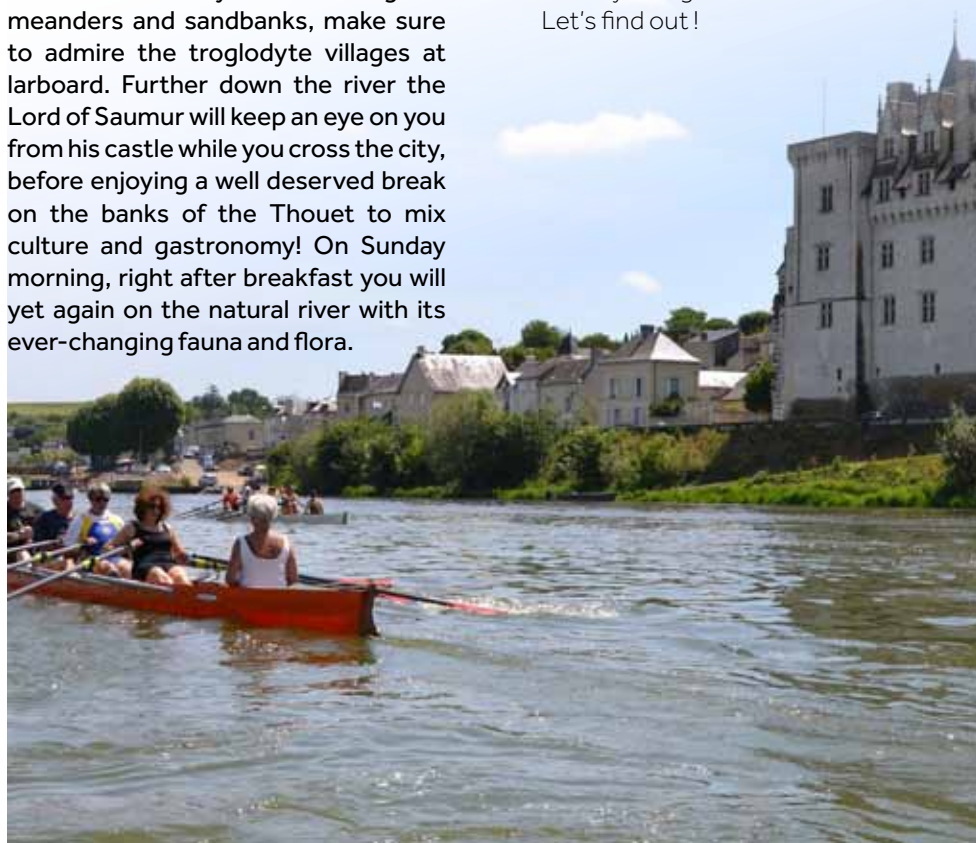 meanders and sandbanks, make sure
to admire the troglodyte villages at
larboard. Further down the river the
Lord of Saumur will keep an eye on you
from his castle while you cross the city,
before enjoying a well deserved break
on the banks of the Thouet to mix
culture and gastronomy! On Sunday
morning, right after breakfast you will
yet again on the natural river with its
ever-changing fauna and flora.
Let's find out !